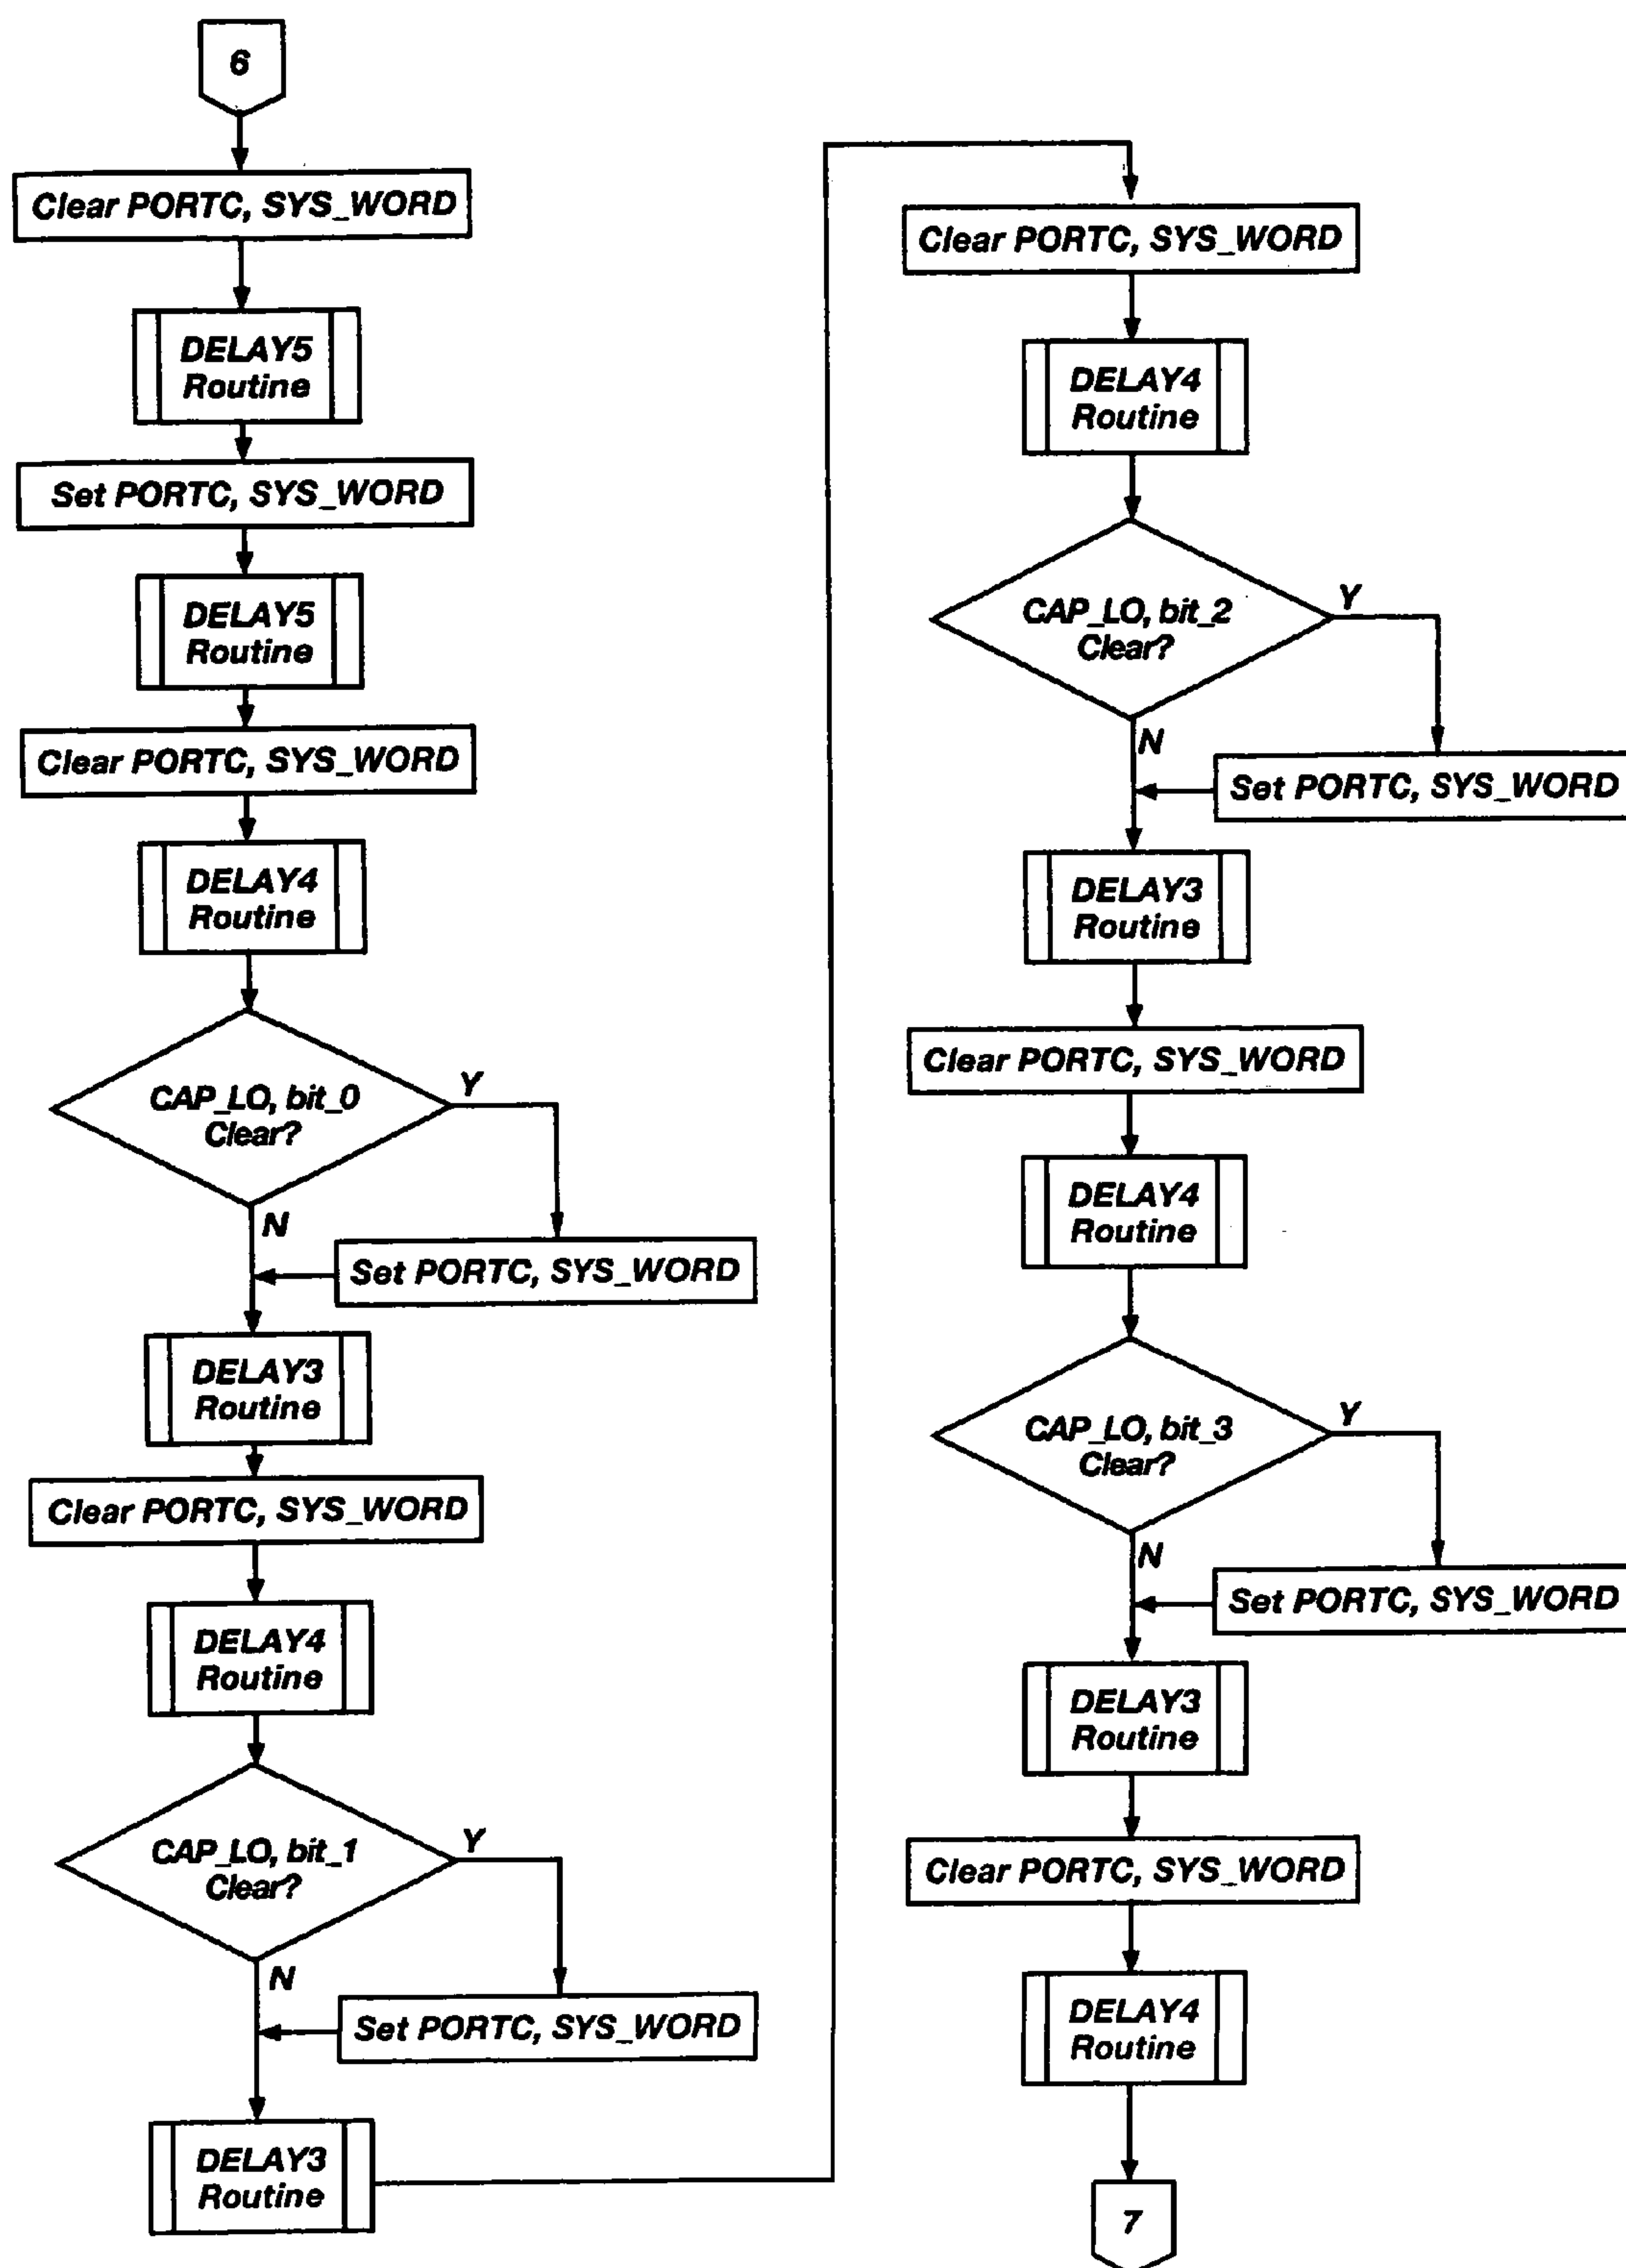 6
Clear PORTC, SYS_WORD
DELAY5
Routine
Set PORTC, SYS_WORD
DELAY5
Routine
Clear PORTC, SYS_WORD
DELAY4
Routine
CAP_LO, bit_0
Clear?
Y
N
Set PORTC, SYS_WORD
DELAY3
Routine
Clear PORTC, SYS_WORD
DELAY4
Routine
CAP_LO, bit_1
Clear?
Y
N
Set PORTC, SYS_WORD
DELAY3
Routine
Clear PORTC, SYS_WORD
DELAY4
Routine
CAP_LO, bit_2
Clear?
Y
N
Set PORTC, SYS_WORD
DELAY3
Routine
Clear PORTC, SYS_WORD
DELAY4
Routine
CAP_LO, bit_3
Clear?
Y
N
Set PORTC, SYS_WORD
DELAY3
Routine
Clear PORTC, SYS_WORD
DELAY4
Routine
7